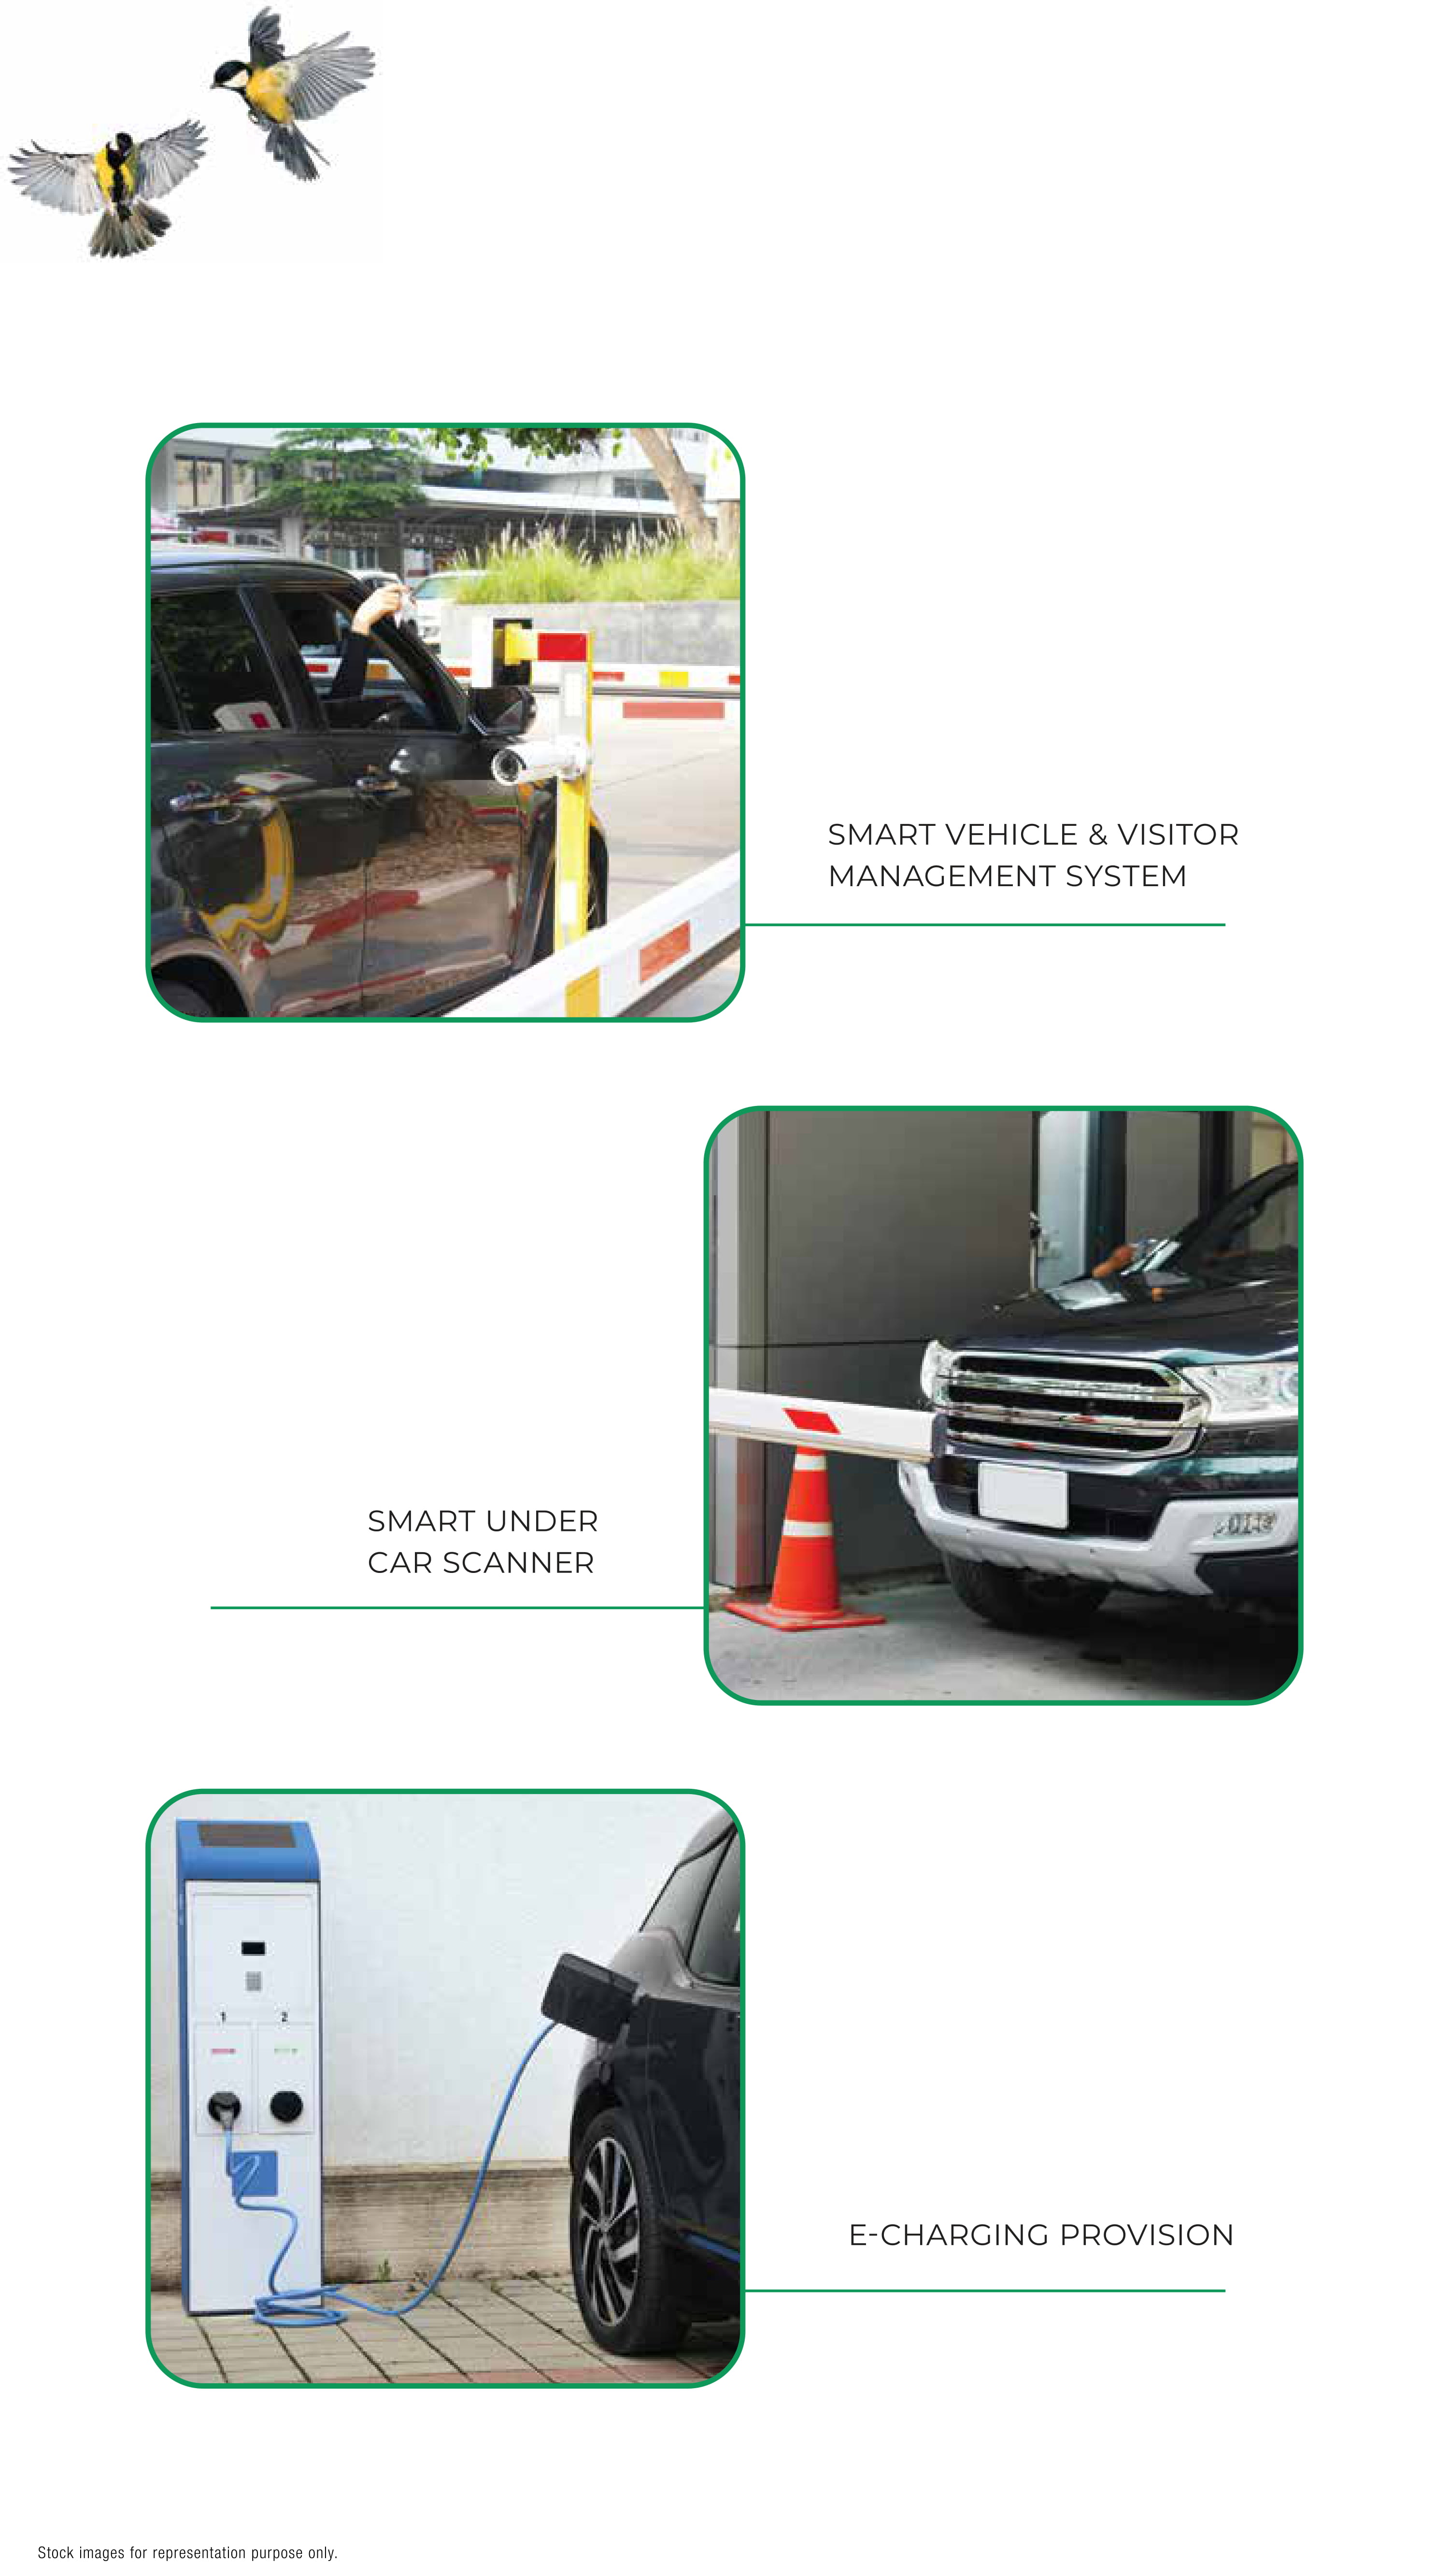 SMART VEHICLE & VISITOR
MANAGEMENT SYSTEM
SMART UNDER
CAR SCANNER
1 2
E-CHARGING PROVISION
Stock images for representation purpose only.